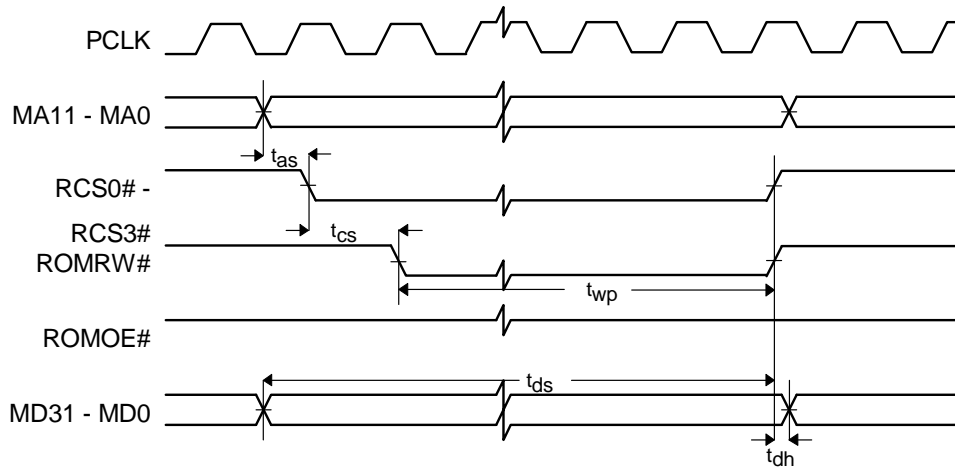 PCLK
MA11 - MA0
tas
RCS0# -
RCS3#
tcs
ROMRW#
twp
ROMOE#
tds
MD31 - MD0
tdh